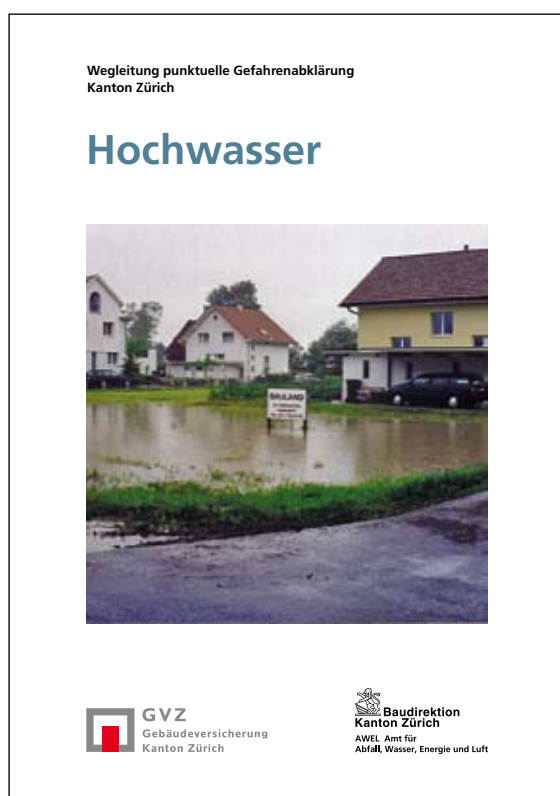 Wegleitung punktuelle Gefahrenabklärung
Kanton Zürich
Hochwasser
BAULAND
GVZ
Gebäudeversicherung
Kanton Zürich
Baudirektion
Kanton Zürich
AWEL Amt für
Abfall, Wasser, Energie und Luft